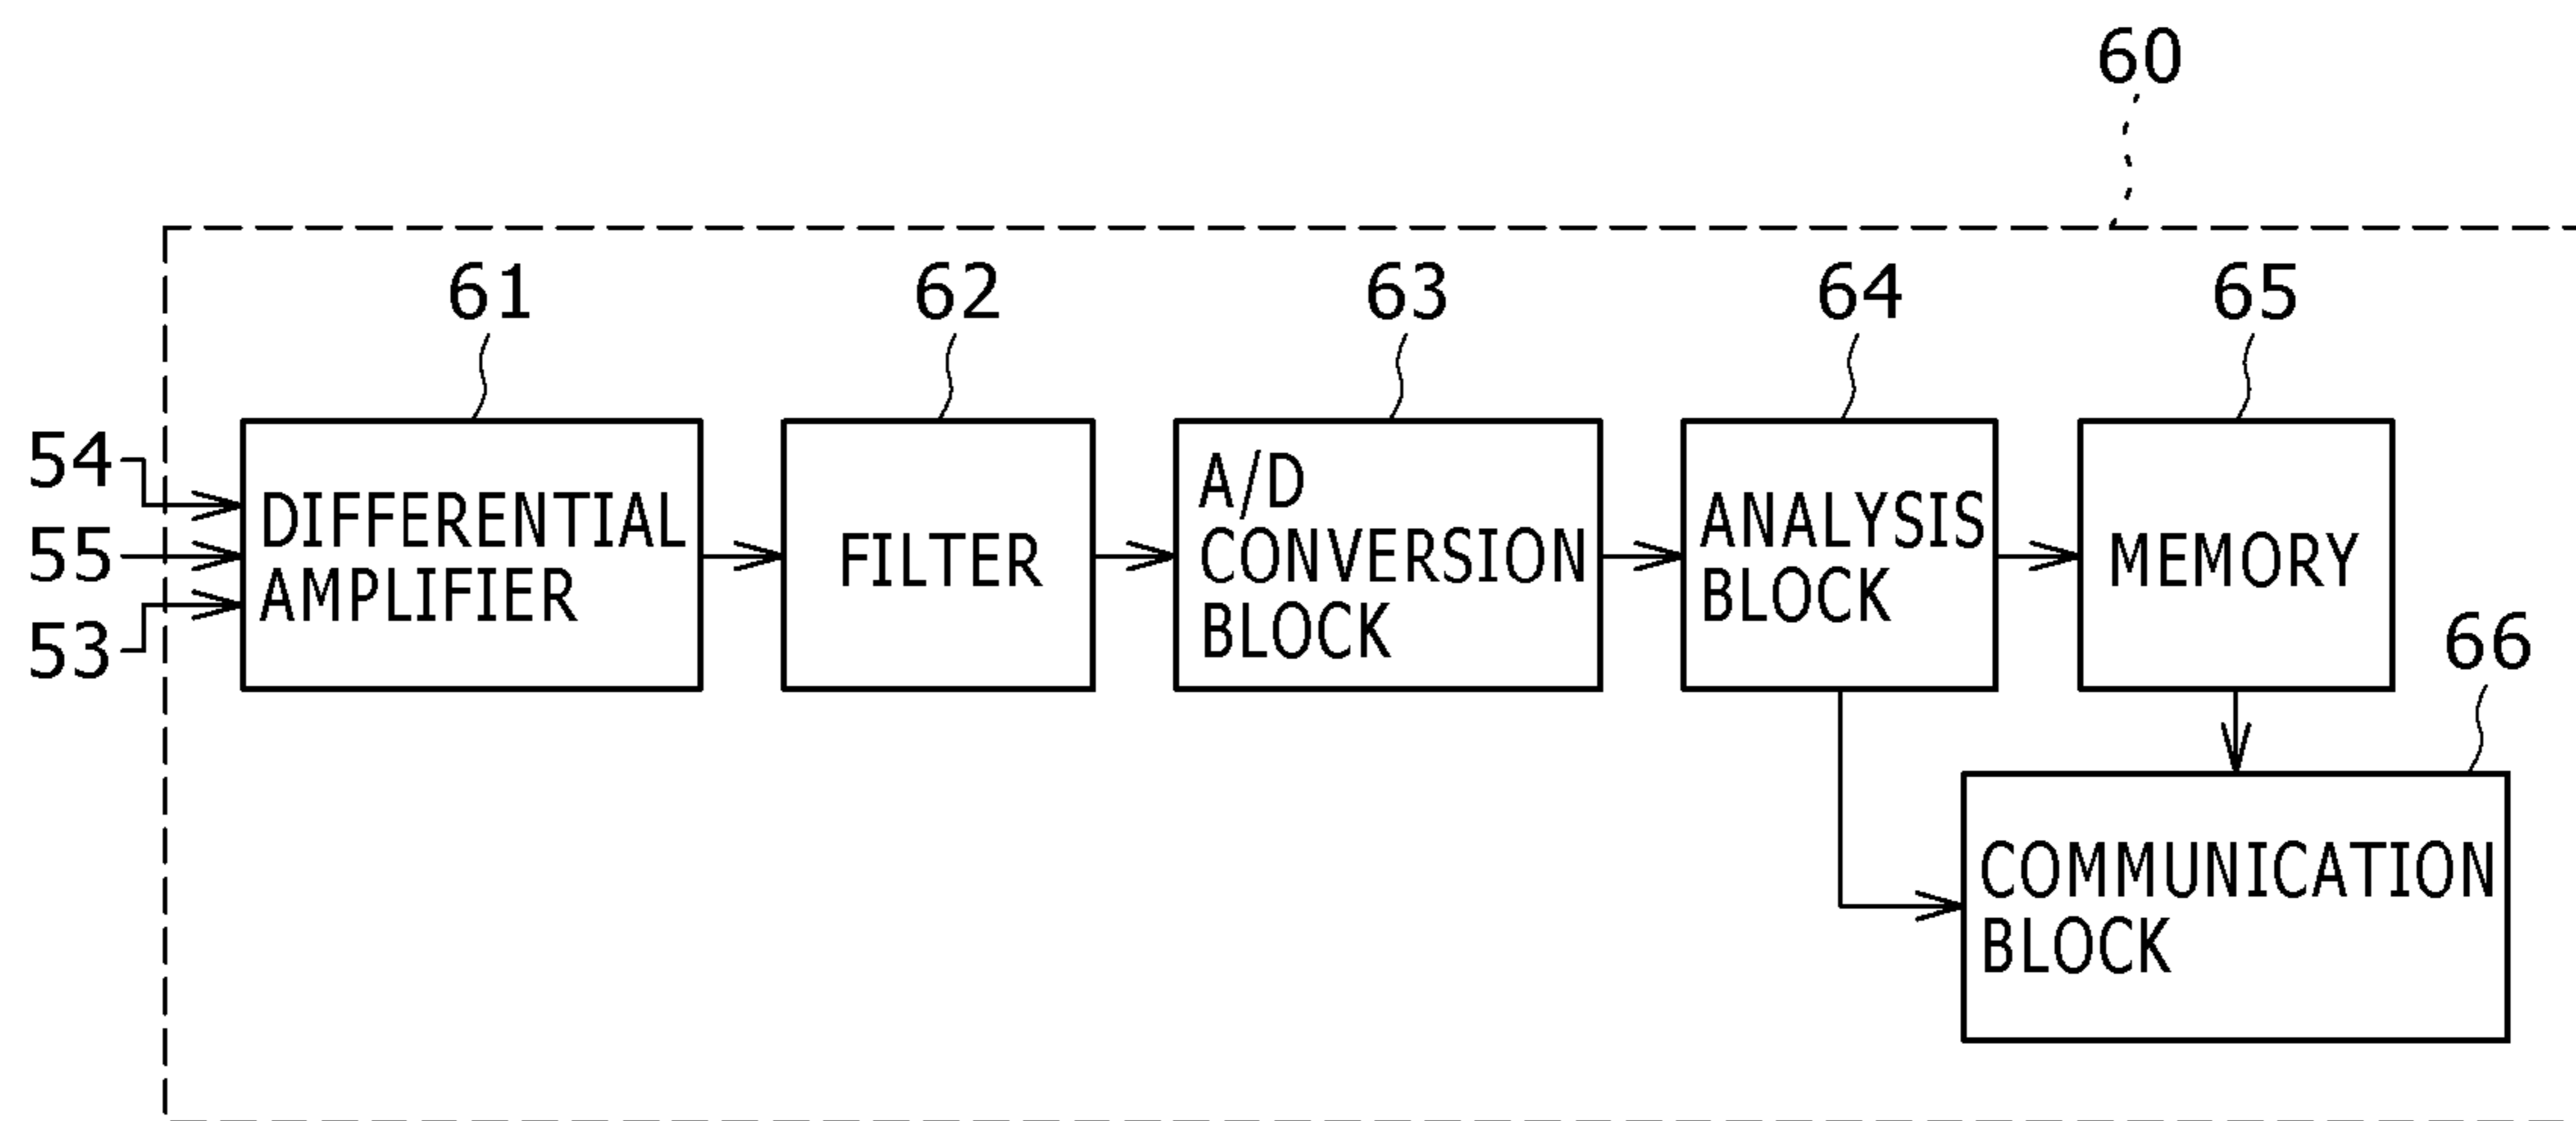 60
61
62
63
64
65
54
55
53
DIFFERENTIAL
AMPLIFIER
FILTER
A/D
CONVERSION
BLOCK
ANALYSIS
BLOCK
MEMORY
66
COMMUNICATION
BLOCK